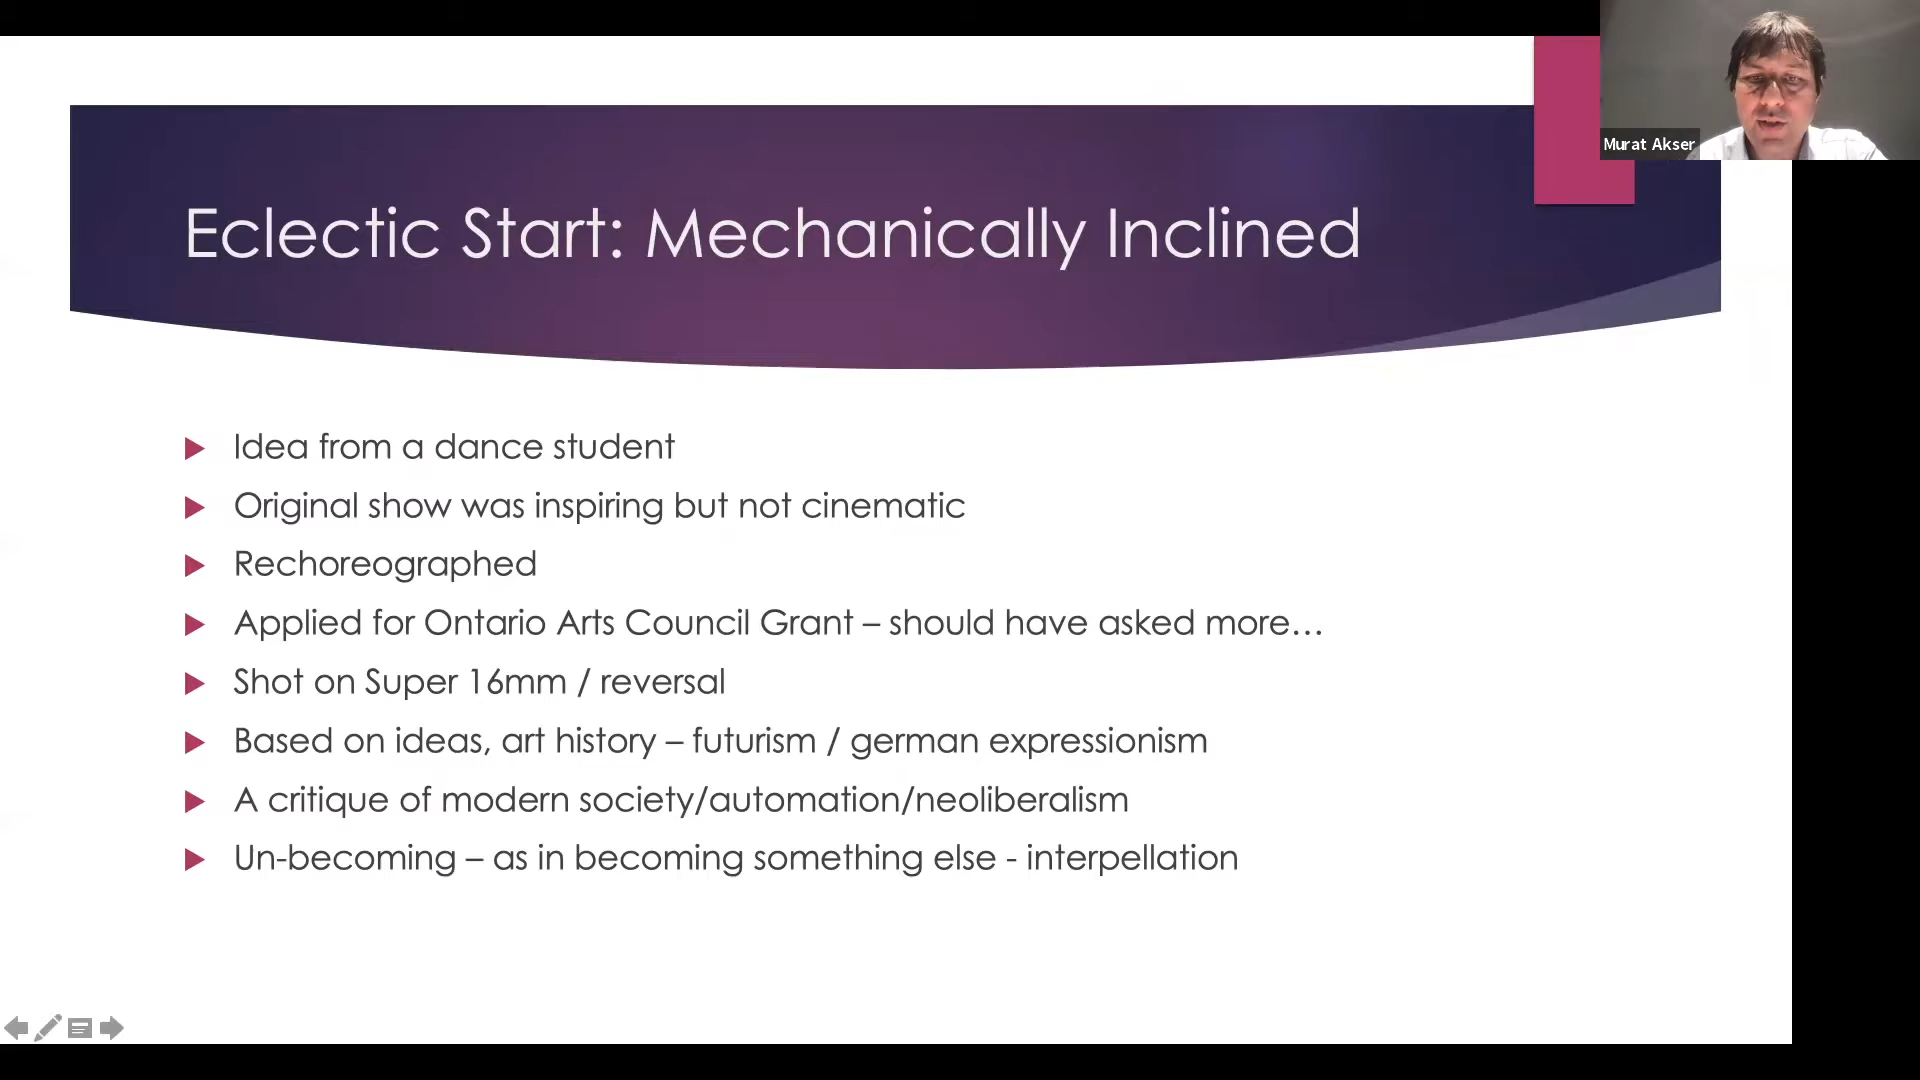 Murat Akser
Eclectic Start: Mechanically Inclined
Idea from a dance student
Original show was inspiring but not cinematic
Rechoreographed
Applied for Ontario Arts Council Grant – should have asked more…
Shot on Super 16mm / reversal
Based on ideas, art history – futurism / german expressionism
A critique of modern society/automation/neoliberalism
Un-becoming – as in becoming something else - interpellation